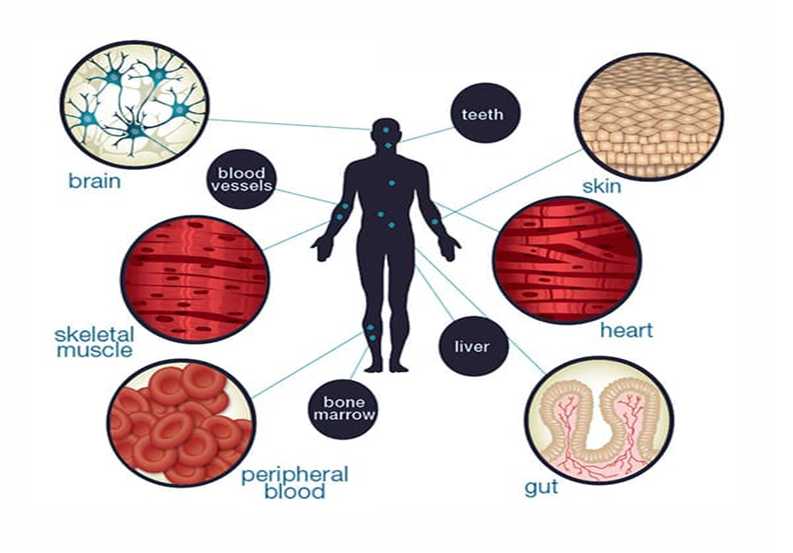 teeth
brain
blood
vessels
skin
skeletal
muscle
heart
liver
bone
marrow
peripheral
blood
gut